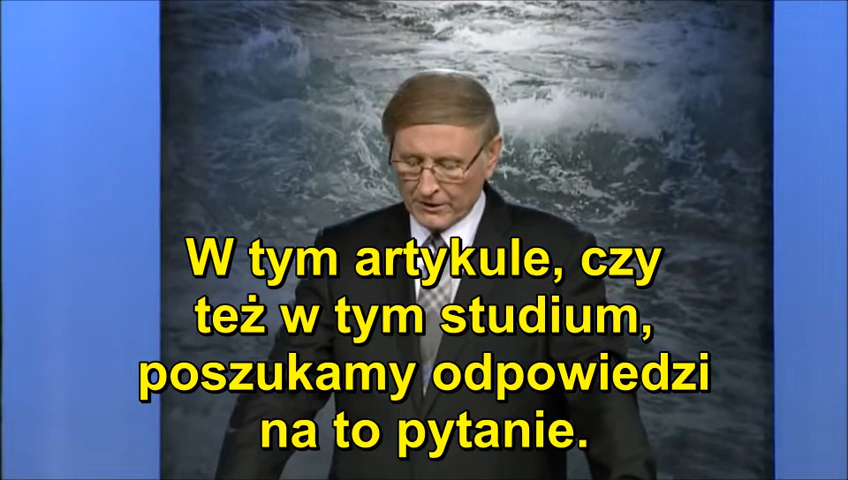 W tym artykule, czy
też w tym studium,
poszukamy odpowiedzi
na to pytanie.